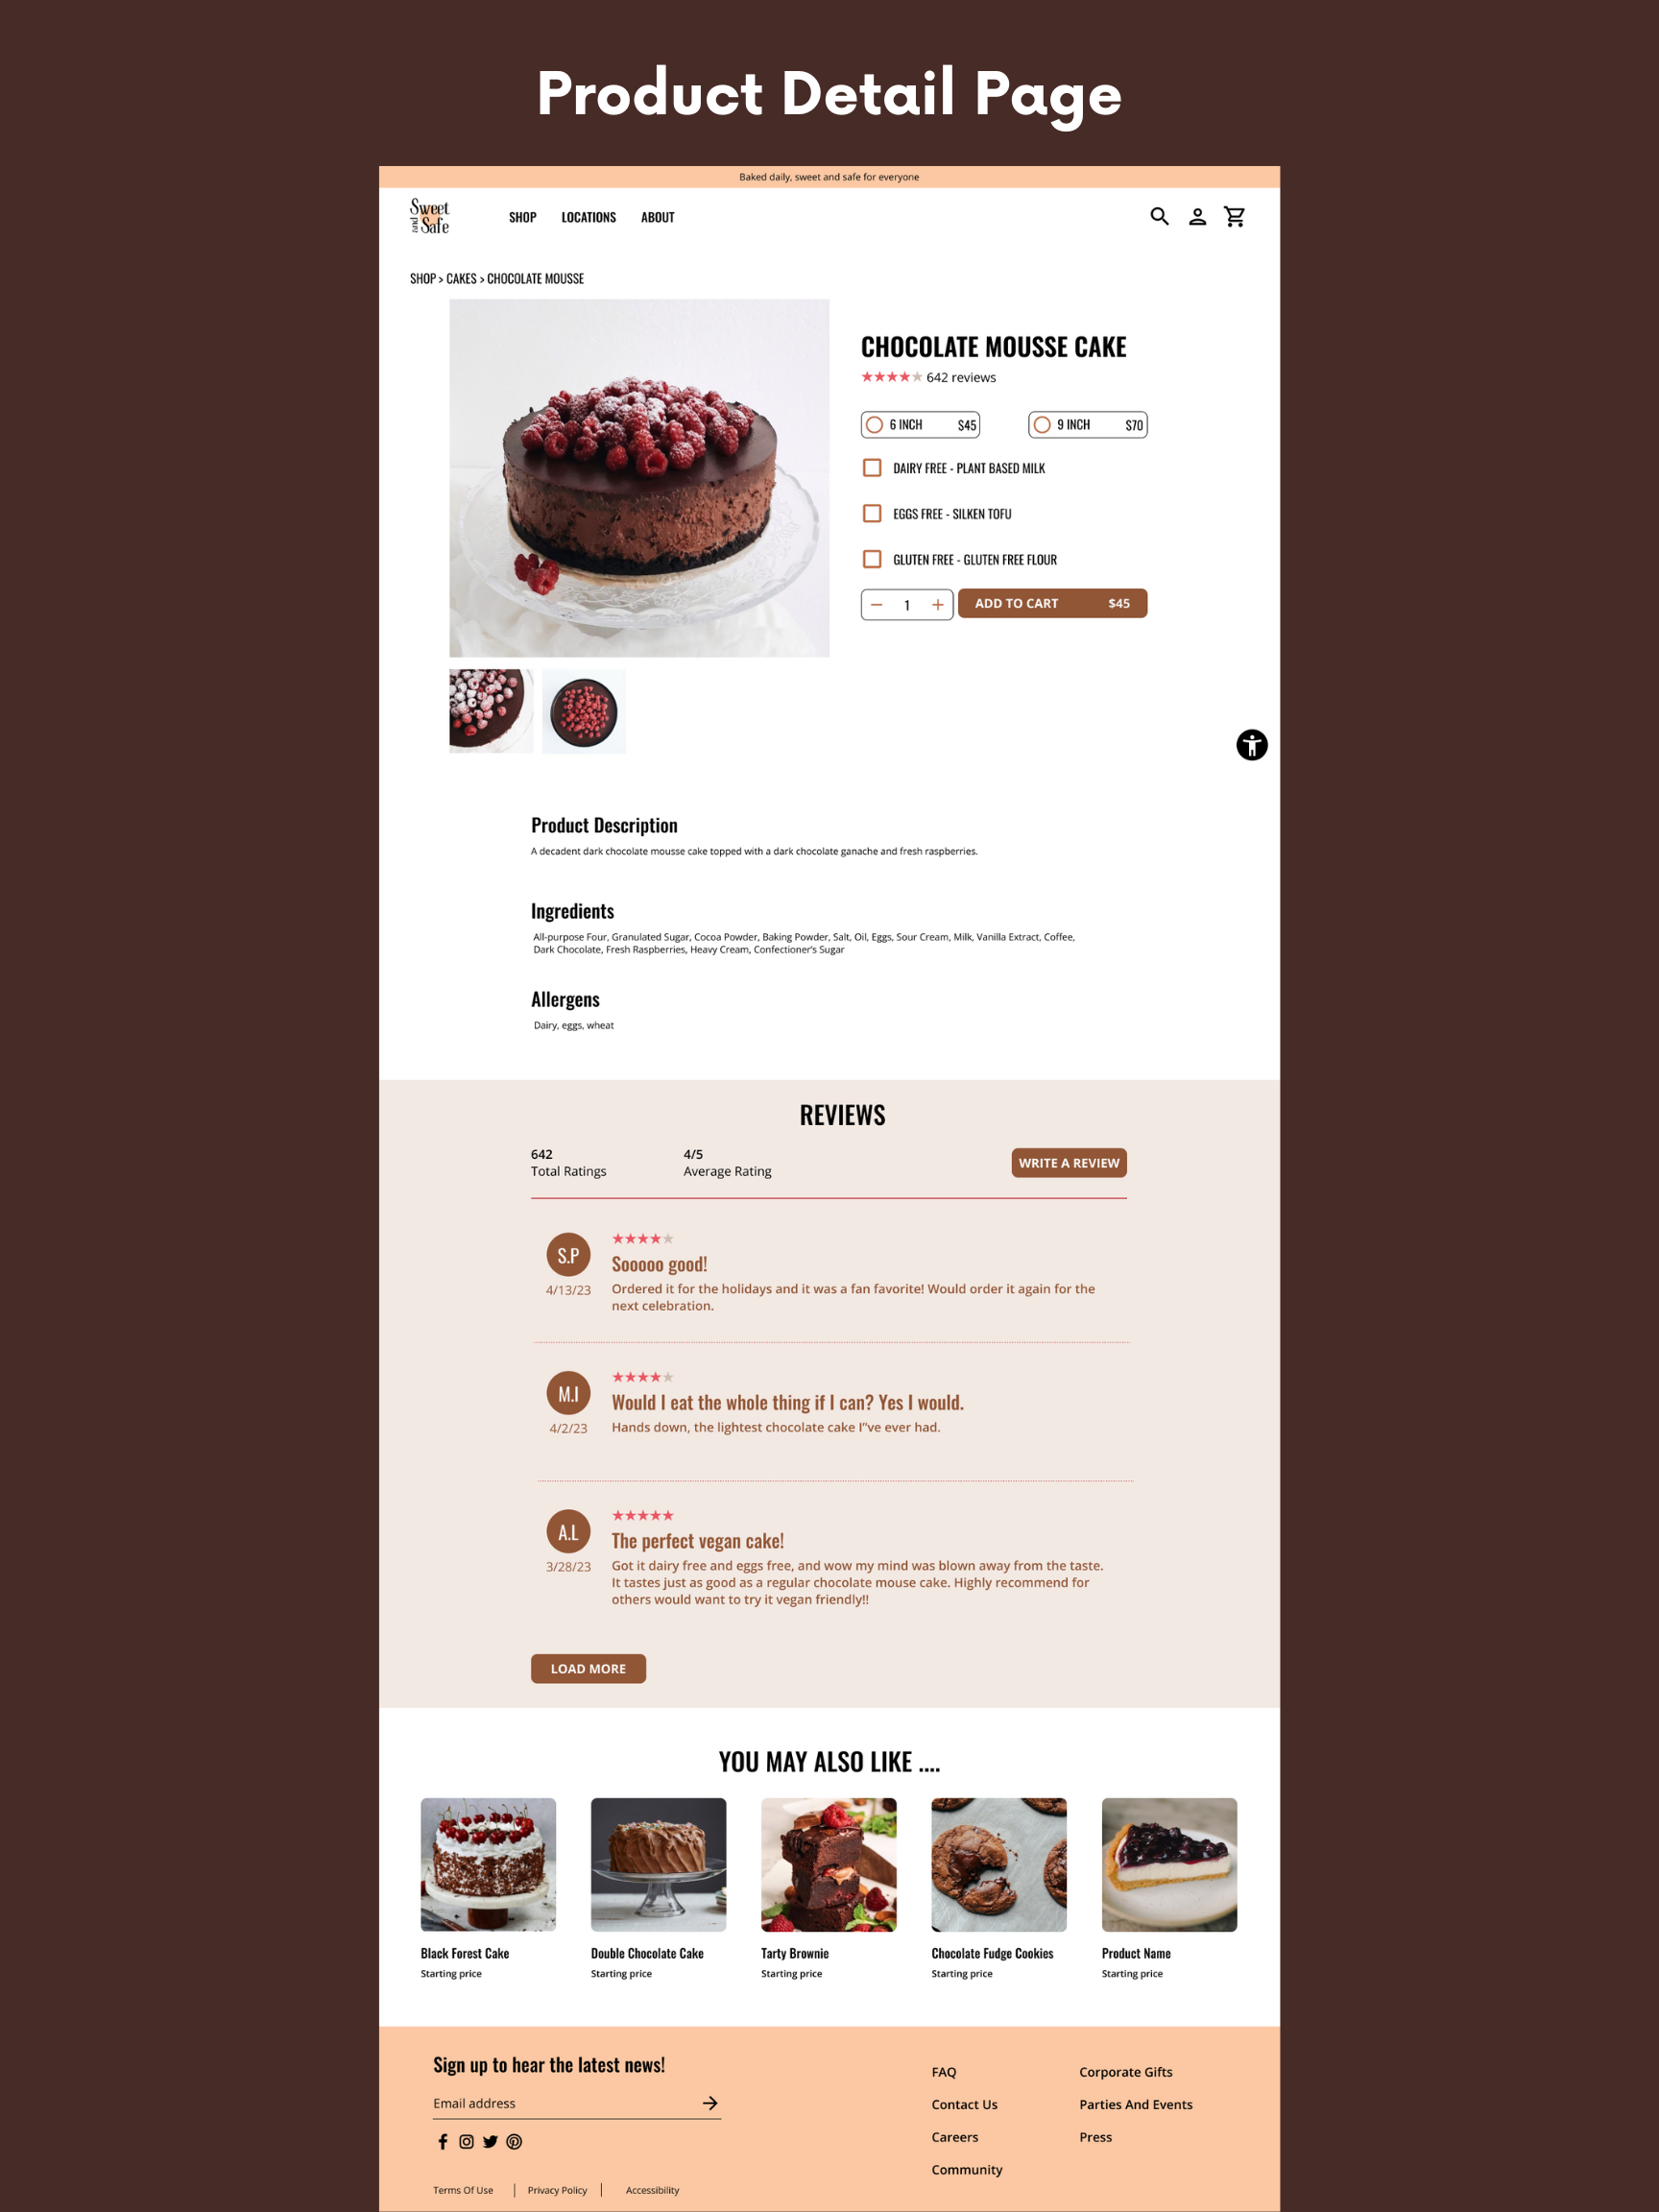 Product Detail Page
Baked daily, sweet and safe for everyone
Sweet
and
Safe
SHOP
LOCATIONS
ABOUT
SHOP > CAKES > CHOCOLATE MOUSSE
CHOCOLATE MOUSSE CAKE
642 reviews
6 INCH $45
9 INCH $70
DAIRY FREE - PLANT BASED MILK
EGGS FREE - SILKEN TOFU
GLUTEN FREE - GLUTEN FREE FLOUR
1
ADD TO CART $45
Product Description
A decadent dark chocolate mousse cake topped with a dark chocolate ganache and fresh raspberries.
Ingredients
All-purpose Four, Granulated Sugar, Cocoa Powder, Baking Powder, Salt, Oil, Eggs, Sour Cream, Milk, Vanilla Extract, Coffee,
Dark Chocolate, Fresh Raspberries, Heavy Cream, Confectioner's Sugar
Allergens
Dairy, eggs, wheat
REVIEWS
642
Total Ratings
4/5
Average Rating
WRITE A REVIEW
S.P
4/13/23
Sooooo good!
Ordered it for the holidays and it was a fan favorite! Would order it again for the
next celebration.
M.I
4/2/23
Would I eat the whole thing if I can? Yes I would.
Hands down, the lightest chocolate cake I"ve ever had.
A.L
3/28/23
The perfect vegan cake!
Got it dairy free and eggs free, and wow my mind was blown away from the taste.
It tastes just as good as a regular chocolate mouse cake. Highly recommend for
others would want to try it vegan friendly!!
LOAD MORE
YOU MAY ALSO LIKE ....
Black Forest Cake
Starting price
Double Chocolate Cake
Starting price
Tarty Brownie
Starting price
Chocolate Fudge Cookies
Starting price
Product Name
Starting price
Sign up to hear the latest news!
Email address
FAQ
Contact Us
Careers
Community
Corporate Gifts
Parties And Events
Press
Terms Of Use
Privacy Policy
Accessibility